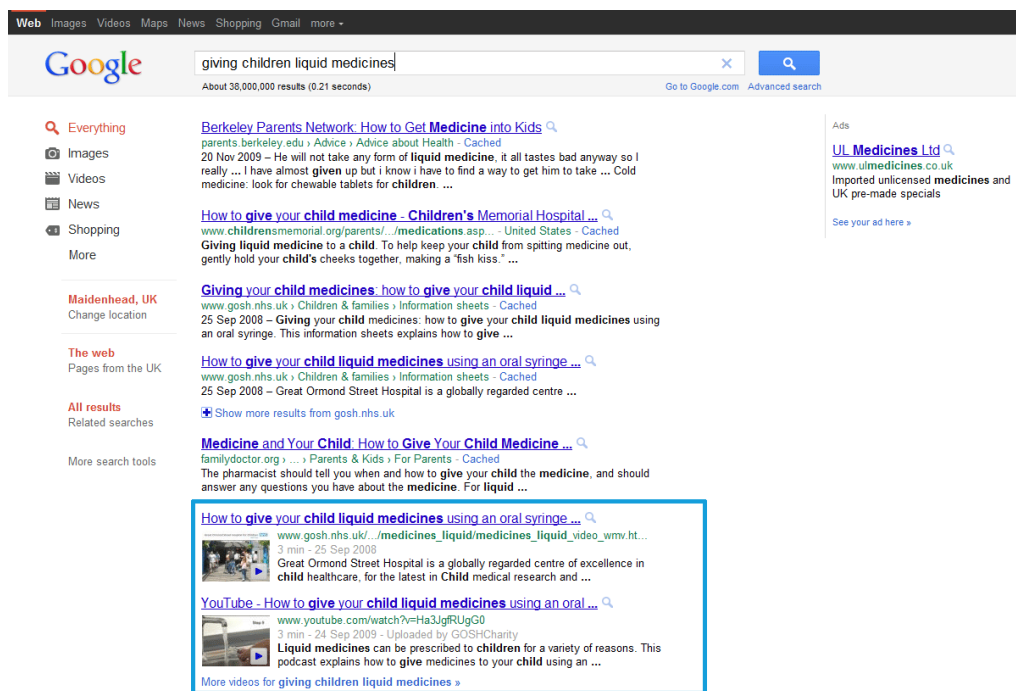 Web Images Videos Maps News Shopping Gmail more
Google
giving children liquid medicines
About 38,000,000 results (0.21 seconds)
Go to Google.com Advanced search
Everything
Images
Videos
News
Shopping
More
Maidenhead, UK
Change location
The web
Pages from the UK
All results
Related searches
More search tools
Berkeley Parents Network: How to Get Medicine into Kids
parents.berkeley.edu › Advice › Advice about Health - Cached
20 Nov 2009 – He will not take any form of liquid medicine, it all tastes bad anyway so I
really ... I have almost given up but i know i have to find a way to get him to take ... Cold
medicine: look for chewable tablets for children. ...
How to give your child medicine - Children's Memorial Hospital ...
www.childrensmemorial.org/parents/.../medications.asp... - United States - Cached
Giving liquid medicine to a child. To help keep your child from spitting medicine out,
gently hold your child's cheeks together, making a “fish kiss.” ...
Giving your child medicines: how to give your child liquid ...
www.gosh.nhs.uk › Children & families › Information sheets - Cached
25 Sep 2008 – Giving your child medicines: how to give your child liquid medicines using
an oral syringe. This information sheets explains how to give ...
How to give your child liquid medicines using an oral syringe ...
www.gosh.nhs.uk › Children & families › Information sheets - Cached
25 Sep 2008 – Great Ormond Street Hospital is a globally regarded centre ...
Show more results from gosh.nhs.uk
Medicine and Your Child: How to Give Your Child Medicine ...
familydoctor.org › ... › Parents & Kids › For Parents - Cached
The pharmacist should tell you when and how to give your child the medicine, and should
answer any questions you have about the medicine. For liquid ...
How to give your child liquid medicines using an oral syringe ...
www.gosh.nhs.uk/.../medicines_liquid/medicines_liquid_video_wmv.ht...
3 min - 25 Sep 2008
Great Ormond Street Hospital is a globally regarded centre of excellence in
child healthcare, for the latest in Child medical research and ...
YouTube - How to give your child liquid medicines using an oral ...
www.youtube.com/watch?v=Ha3JgfRUgG0
3 min - 24 Sep 2009 - Uploaded by GOSHCharity
Liquid medicines can be prescribed to children for a variety of reasons. This
podcast explains how to give medicines to your child using an ...
More videos for giving children liquid medicines »
Ads
UL Medicines Ltd
www.ulmedicines.co.uk
Imported unlicensed medicines and
UK pre-made specials
See your ad here »